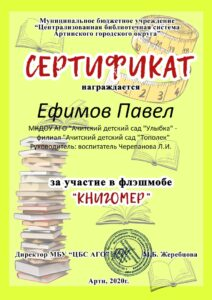 Муниципальное бюджетное учреждение
"Централизованная библиотечная система
Артинского городского округа"
СЕРТИФИКАТ
награждается
Ефимов Павел
МКДОУ АГО "Ачитский детский сад "Улыбка" -
филиал "Ачитский детский сад "Тополек"
Руководитель: воспитатель Черепанова Л.И.
за участие в флэшмобе
"КНИГОМЕР"
Директор МБУ "ЦБС АГО" М.Б. Жеребцова
Арти, 2020г.